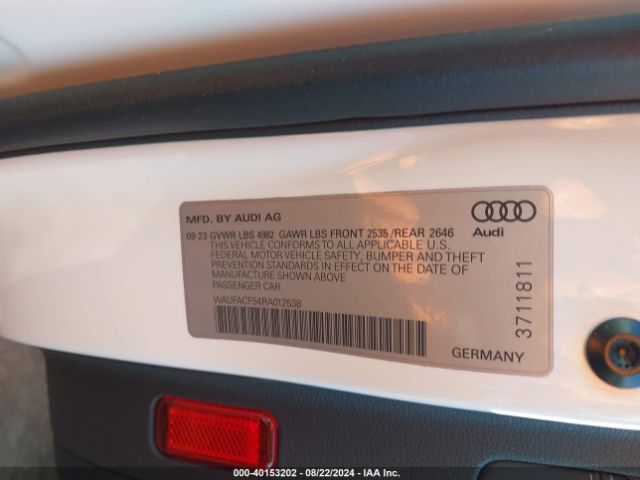 MFD. BY AUDI AG
09 23 GVWR LBS 4982 GAWR LBS FRONT 2535 /REAR 2646
THIS VEHICLE CONFORMS TO ALL APPLICABLE U.S.
FEDERAL MOTOR VEHICLE SAFETY, BUMPER AND THEFT
PREVENTION STANDARDS IN EFFECT ON THE DATE OF
MANUFACTURE SHOWN ABOVE
PASSENGER CAR
WAUFACF54RA012538
Audi
3711811
GERMANY
000-40153202 - 08/22/2024 - IAA Inc.